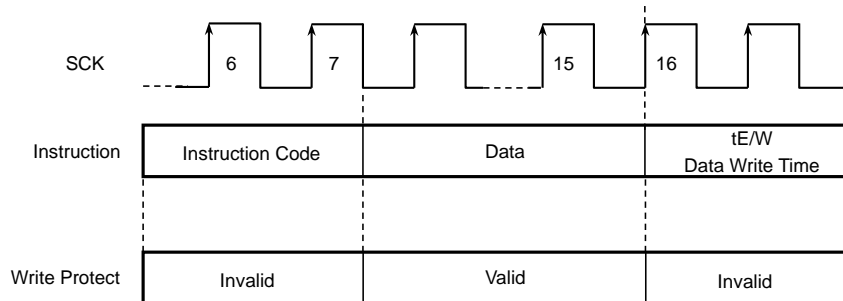 SCK
6
7
15
16
Instruction
Instruction Code
Data
tE/W
Data Write Time
Write Protect
Invalid
Valid
Invalid